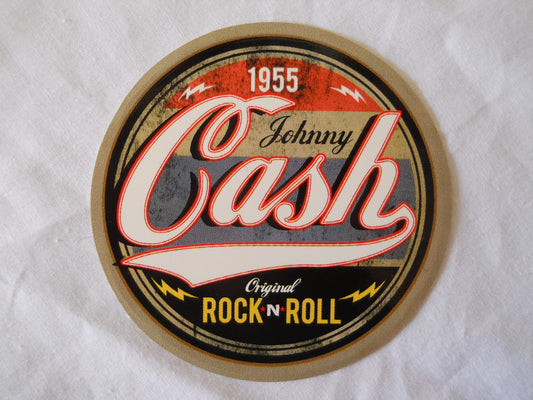 1955
Johnny
Cash
Original
ROCK N ROLL